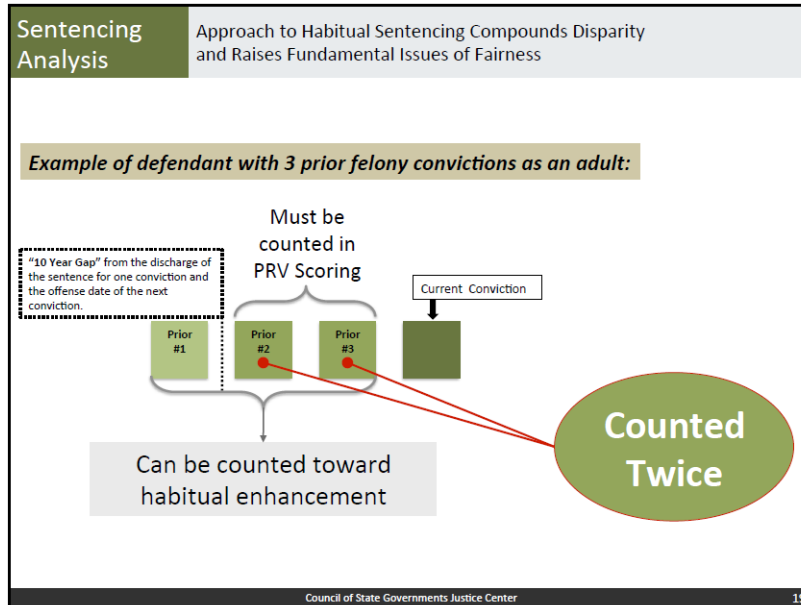 Sentencing
Analysis
Approach to Habitual Sentencing Compounds Disparity
and Raises Fundamental Issues of Fairness
Example of defendant with 3 prior felony convictions as an adult:
Must be
counted in
PRV Scoring
“10 Year Gap” from the discharge of
the sentence for one conviction and
the offense date of the next
conviction.
Current Conviction
Prior
#1
Prior
#2
Prior
#3
Counted
Twice
Can be counted toward
habitual enhancement
Council of State Governments Justice Center
19